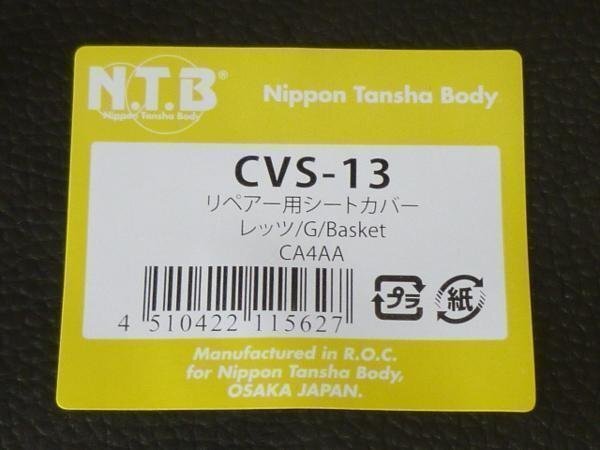 N.T.B®
Nippon Tansha Body
Nippon Tansha Body
CVS-13
リペアー用シートカバー
レッツ/G/Basket
CA4AA
4 510422 115627
プラ
紙
Manufactured in R.O.C.
for Nippon Tansha Body,
OSAKA JAPAN.